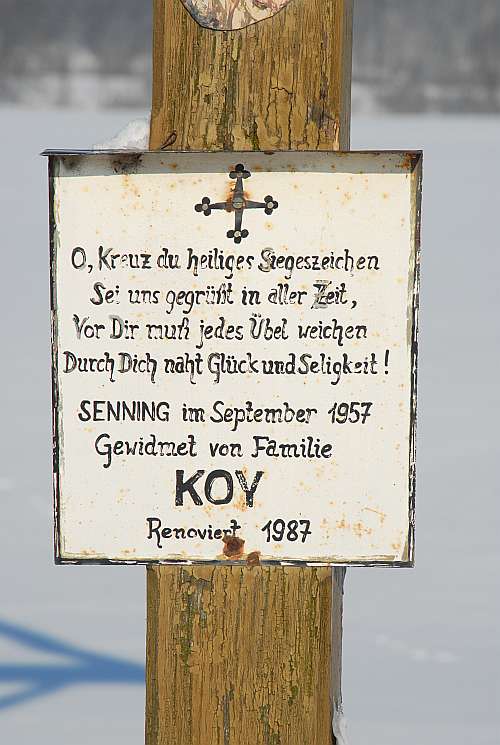 O, Kreuz du heiliges Siegeszeichen
Sei uns gegrüßt in aller Zeit,
Vor Dir muß jedes Übel weichen
Durch Dich naht Glück und Seligkeit!
SENNING im September 1957
Gewidmet von Familie
KOY
Renoviert 1987